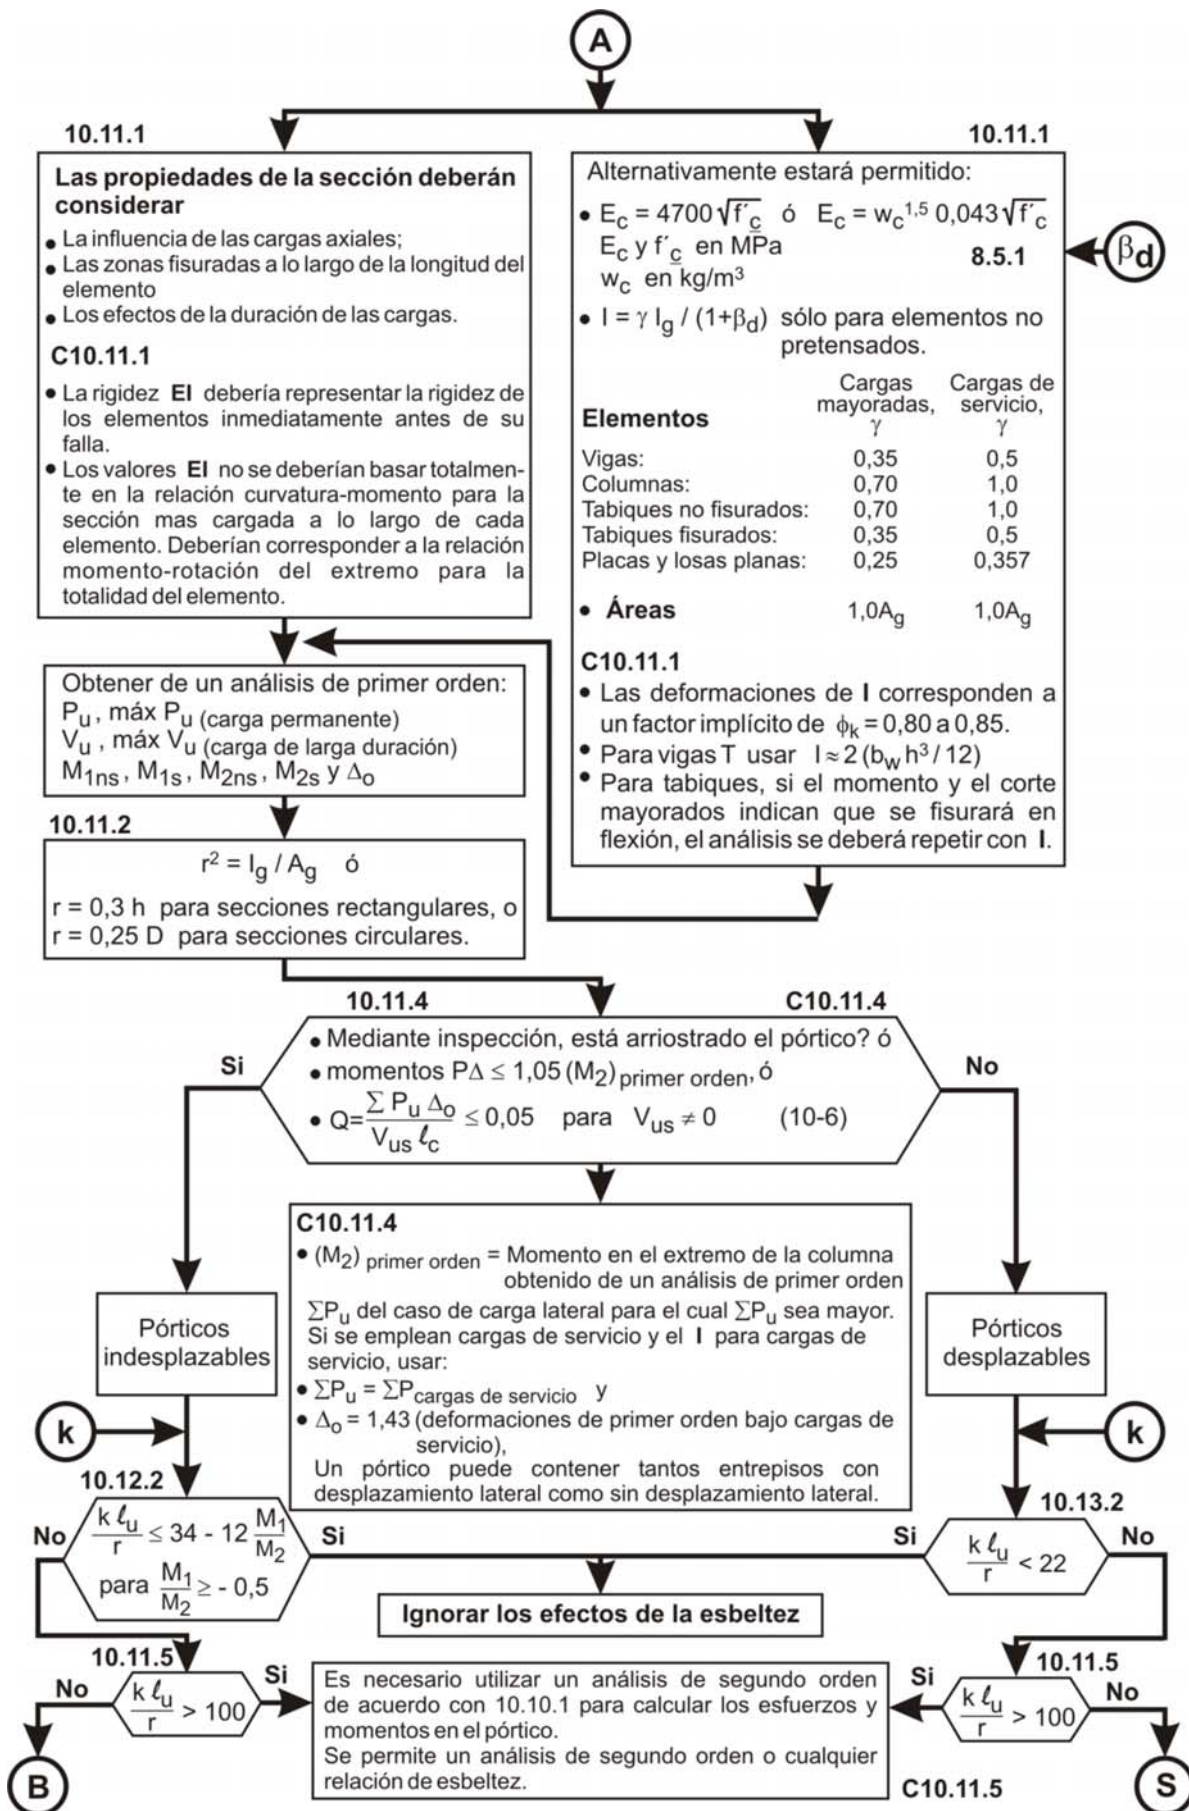 A
10.11.1
Las propiedades de la sección deberán
considerar
• La influencia de las cargas axiales;
• Las zonas fisuradas a lo largo de la longitud del
elemento
• Los efectos de la duración de las cargas.
C10.11.1
• La rigidez EI debería representar la rigidez de
los elementos inmediatamente antes de su
falla.
• Los valores EI no se deberían basar totalmen-
te en la relación curvatura-momento para la
sección mas cargada a lo largo de cada
elemento. Deberían corresponder a la relación
momento-rotación del extremo para la
totalidad del elemento.
10.11.1
Alternativamente estará permitido:
• E_c = 4700 √f´_c ó E_c = w_c^1,5 0,043 √f´_c
E_c y f´_c en MPa
8.5.1
w_c en kg/m³
β_d
• I = γ I_g / (1+β_d) sólo para elementos no
pretensados.
Cargas Cargas de
mayoradas, servicio,
Elementos γ γ
Vigas: 0,35 0,5
Columnas: 0,70 1,0
Tabiques no fisurados: 0,70 1,0
Tabiques fisurados: 0,35 0,5
Placas y losas planas: 0,25 0,357
• Áreas 1,0A_g 1,0A_g
C10.11.1
• Las deformaciones de I corresponden a
un factor implícito de ϕ_k = 0,80 a 0,85.
• Para vigas T usar I ≈ 2 (b_w h³ / 12)
• Para tabiques, si el momento y el corte
mayorados indican que se fisurará en
flexión, el análisis se deberá repetir con I.
Obtener de un análisis de primer orden:
P_u , máx P_u (carga permanente)
V_u , máx V_u (carga de larga duración)
M_1ns , M_1s , M_2ns , M_2s y Δ_o
10.11.2
r² = I_g / A_g ó
r = 0,3 h para secciones rectangulares, o
r = 0,25 D para secciones circulares.
10.11.4
C10.11.4
• Mediante inspección, está arriostrado el pórtico? ó
• momentos PΔ ≤ 1,05 (M_2) primer orden, ó
• Q = Σ P_u Δ_o / V_us ℓ_c ≤ 0,05 para V_us ≠ 0 (10-6)
Si
No
C10.11.4
• (M_2) primer orden = Momento en el extremo de la columna
obtenido de un análisis de primer orden
ΣP_u del caso de carga lateral para el cual ΣP_u sea mayor.
Si se emplean cargas de servicio y el I para cargas de
servicio, usar:
• ΣP_u = ΣP cargas de servicio y
• Δ_o = 1,43 (deformaciones de primer orden bajo cargas de
servicio),
Un pórtico puede contener tantos entrepisos con
desplazamiento lateral como sin desplazamiento lateral.
Pórticos
indesplazables
Pórticos
desplazables
k
k
10.12.2
k ℓ_u / r ≤ 34 - 12 M_1 / M_2
para M_1 / M_2 ≥ - 0,5
No
Si
10.13.2
k ℓ_u / r < 22
Si
No
Ignorar los efectos de la esbeltez
10.11.5
k ℓ_u / r > 100
No
Si
Es necesario utilizar un análisis de segundo orden
de acuerdo con 10.10.1 para calcular los esfuerzos y
momentos en el pórtico.
Se permite un análisis de segundo orden o cualquier
relación de esbeltez.
C10.11.5
10.11.5
k ℓ_u / r > 100
Si
No
B
S